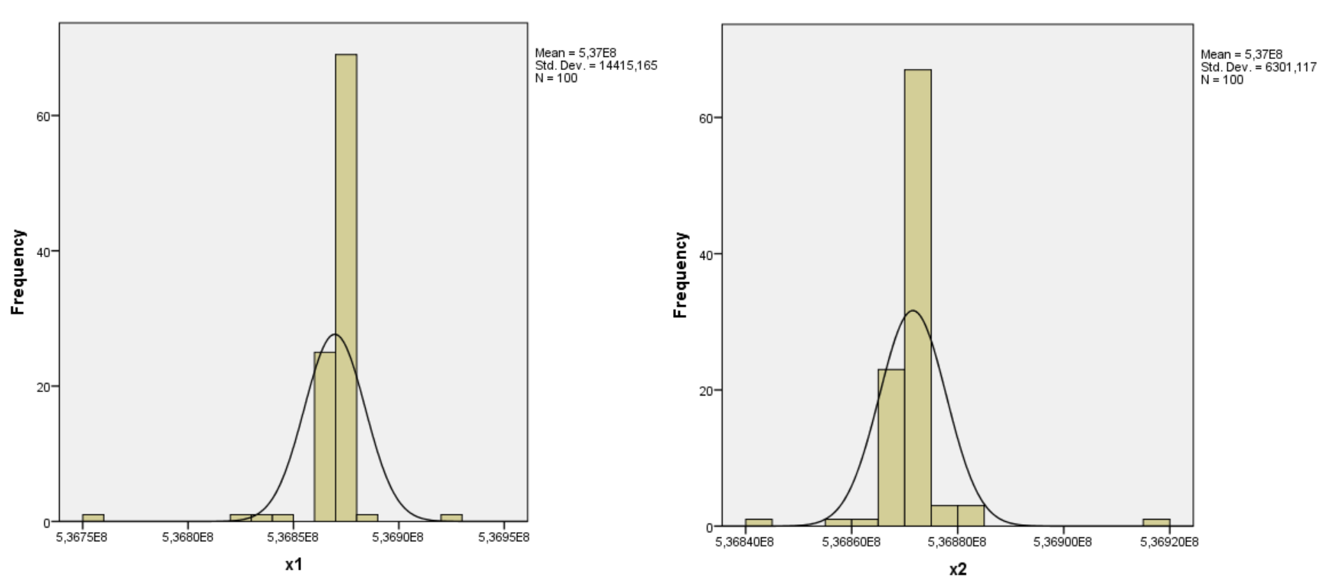 Mean = 5,37E8
Std. Dev. = 14415,165
N = 100
60
40
20
0
Frequency
5,3675E8 5,3680E8 5,3685E8 5,3690E8 5,3695E8
x1
Mean = 5,37E8
Std. Dev. = 6301,117
N = 100
60
40
20
0
Frequency
5,36840E8 5,36860E8 5,36880E8 5,36900E8 5,36920E8
x2